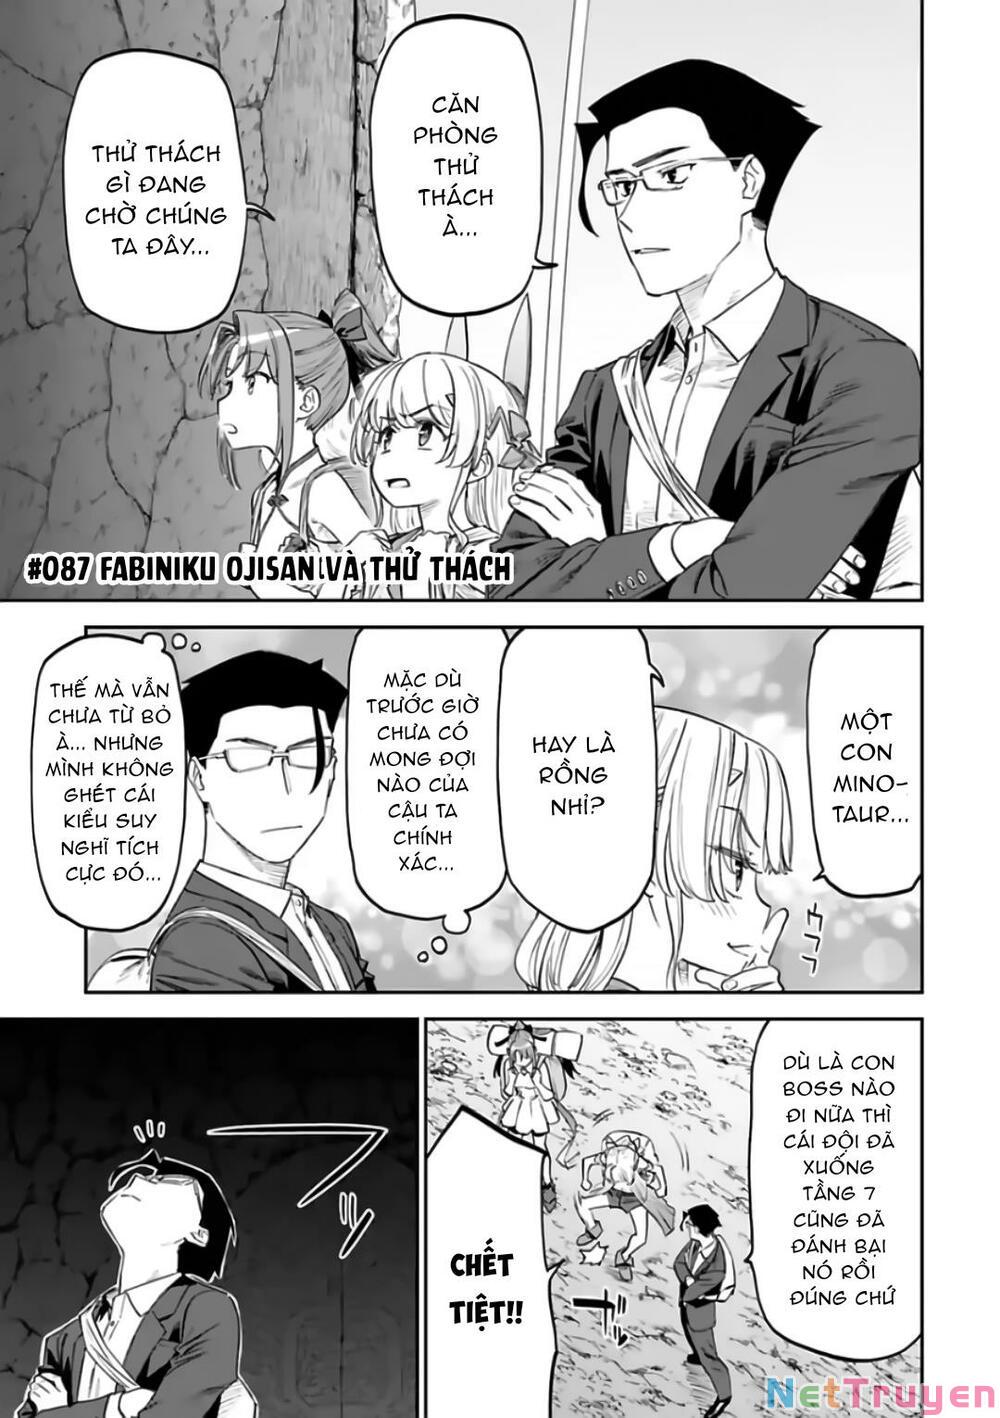 CĂN
PHÒNG
THỬ
THÁCH
À...
THỬ THÁCH
GÌ ĐANG
CHỜ CHÚNG
TA ĐÂY...
#087 FABINIKU OJISAN VÀ THỬ THÁCH
MỘT
CON
MINO-
TAUR...
HAY LÀ
RỒNG
NHỈ?
MẶC DÙ
TRƯỚC GIỜ
CHƯA CÓ
MONG ĐỢI
NÀO CỦA
CẬU TA
CHÍNH
XÁC...
THẾ MÀ VẪN
CHƯA TỪ BỎ
À... NHƯNG
MÌNH KHÔNG
GHÉT CÁI
KIỂU SUY
NGHĨ TÍCH
CỰC ĐÓ...
DÙ LÀ CON
BOSS NÀO
ĐI NỮA THÌ
CÁI ĐỘI ĐÃ
XUỐNG
TẦNG 7
CŨNG ĐÃ
ĐÁNH BẠI
NÓ RỒI
ĐÚNG CHỨ
CHẾT
TIỆT!!
NetTruyen